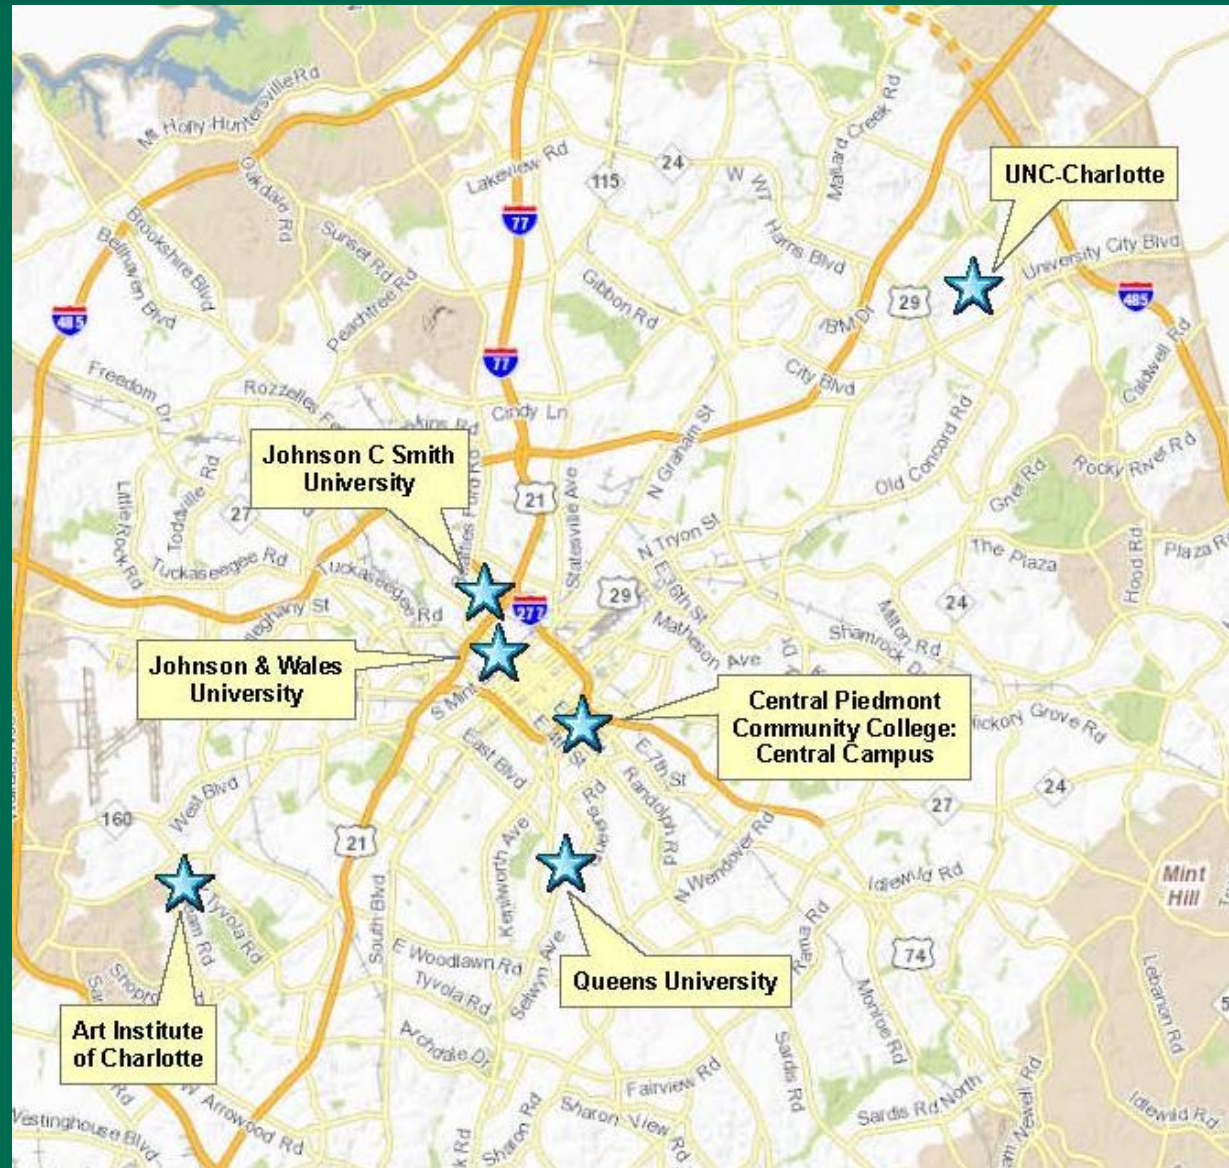 Mt Holly-Huntersville Rd
Oakdale Rd
Lakeview Rd
115
24
W
WT
Harris Blvd
Mallard Creek Rd
UNC-Charlotte
77
Brookshire Blvd
Bellhaven Blvd
Sunset Rd
Rd
Peachtree Rd
Gibbon Rd
University City Blvd
485
29
485
IBM Dr
77
City Blvd
Caldwell Rd
Freedom Dr
Rozzelles
Cindy Ln
N Graham St
Old Concord Rd
Johnson C Smith
University
Rocky River Rd
Grier Rd
Little Rock Rd
Toddville Rd
27
21
Statesville Ave
N Tryon St
The Plaza
Plaza
Hood Rd
Tuckaseegee Rd
Tuckaseegee
Rd
E 36th St
29
277
24
Matheson Ave
Milton Rd
Shamrock Dr
Johnson & Wales
University
S Mint
Central Piedmont
Community College:
Central Campus
Hickory Grove Rd
East Blvd
E 7th St
Randolph Rd
24
27
160
West Blvd
21
Kenilworth Ave
Queens
Rd
N Wendover Rd
Idlewild Rd
Mint
Hill
Tyvola Rd
South Blvd
E Woodlawn Rd
Tyvola Rd
Selwyn Ave
Queens University
Rama Rd
74
Monroe Rd
Lebanon Rd
Art Institute
of Charlotte
Archdale Dr
Fairview Rd
Sardis Rd
Sardis Rd North
W Arrowood Rd
Westinghouse Blvd
Sharon Rd
Sharon View Rd
Idlewild Rd